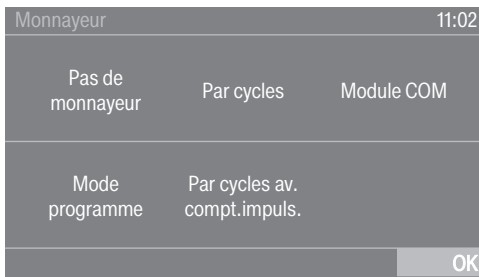 Monnayeur 11:02
Pas de
monnayeur
Par cycles
Module COM
Mode
programme
Par cycles av.
compt.impuls.
OK